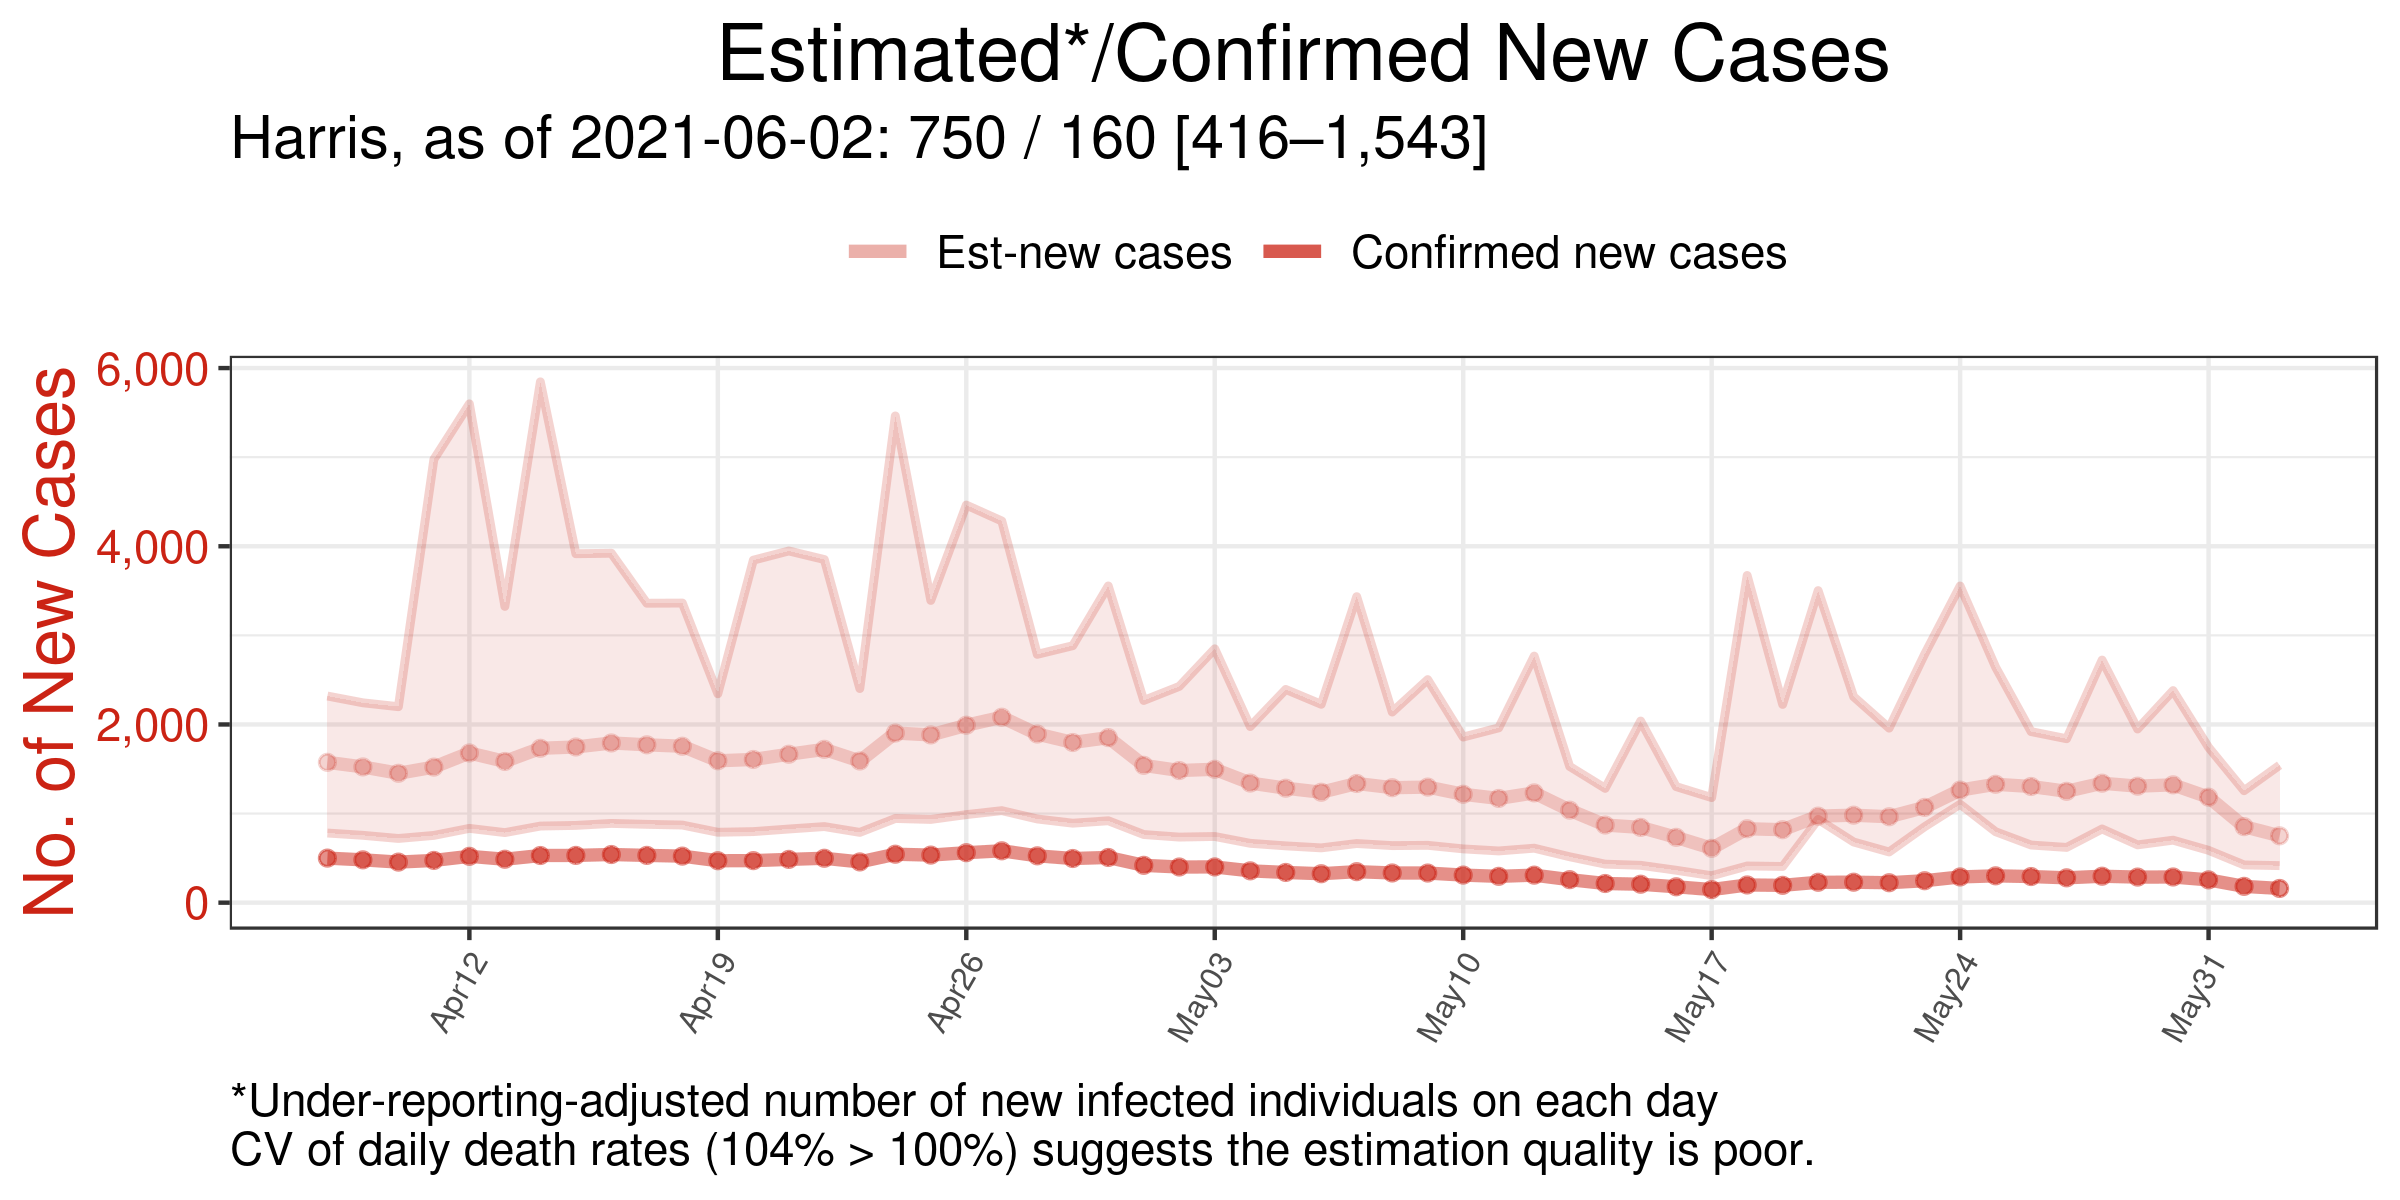 Estimated*/Confirmed New Cases
Harris, as of 2021-06-02: 750 / 160 [416–1,543]
Est-new cases
Confirmed new cases
No. of New Cases
6,000
4,000
2,000
0
Apr12
Apr19
Apr26
May03
May10
May17
May24
May31
*Under-reporting-adjusted number of new infected individuals on each day
CV of daily death rates (104% > 100%) suggests the estimation quality is poor.